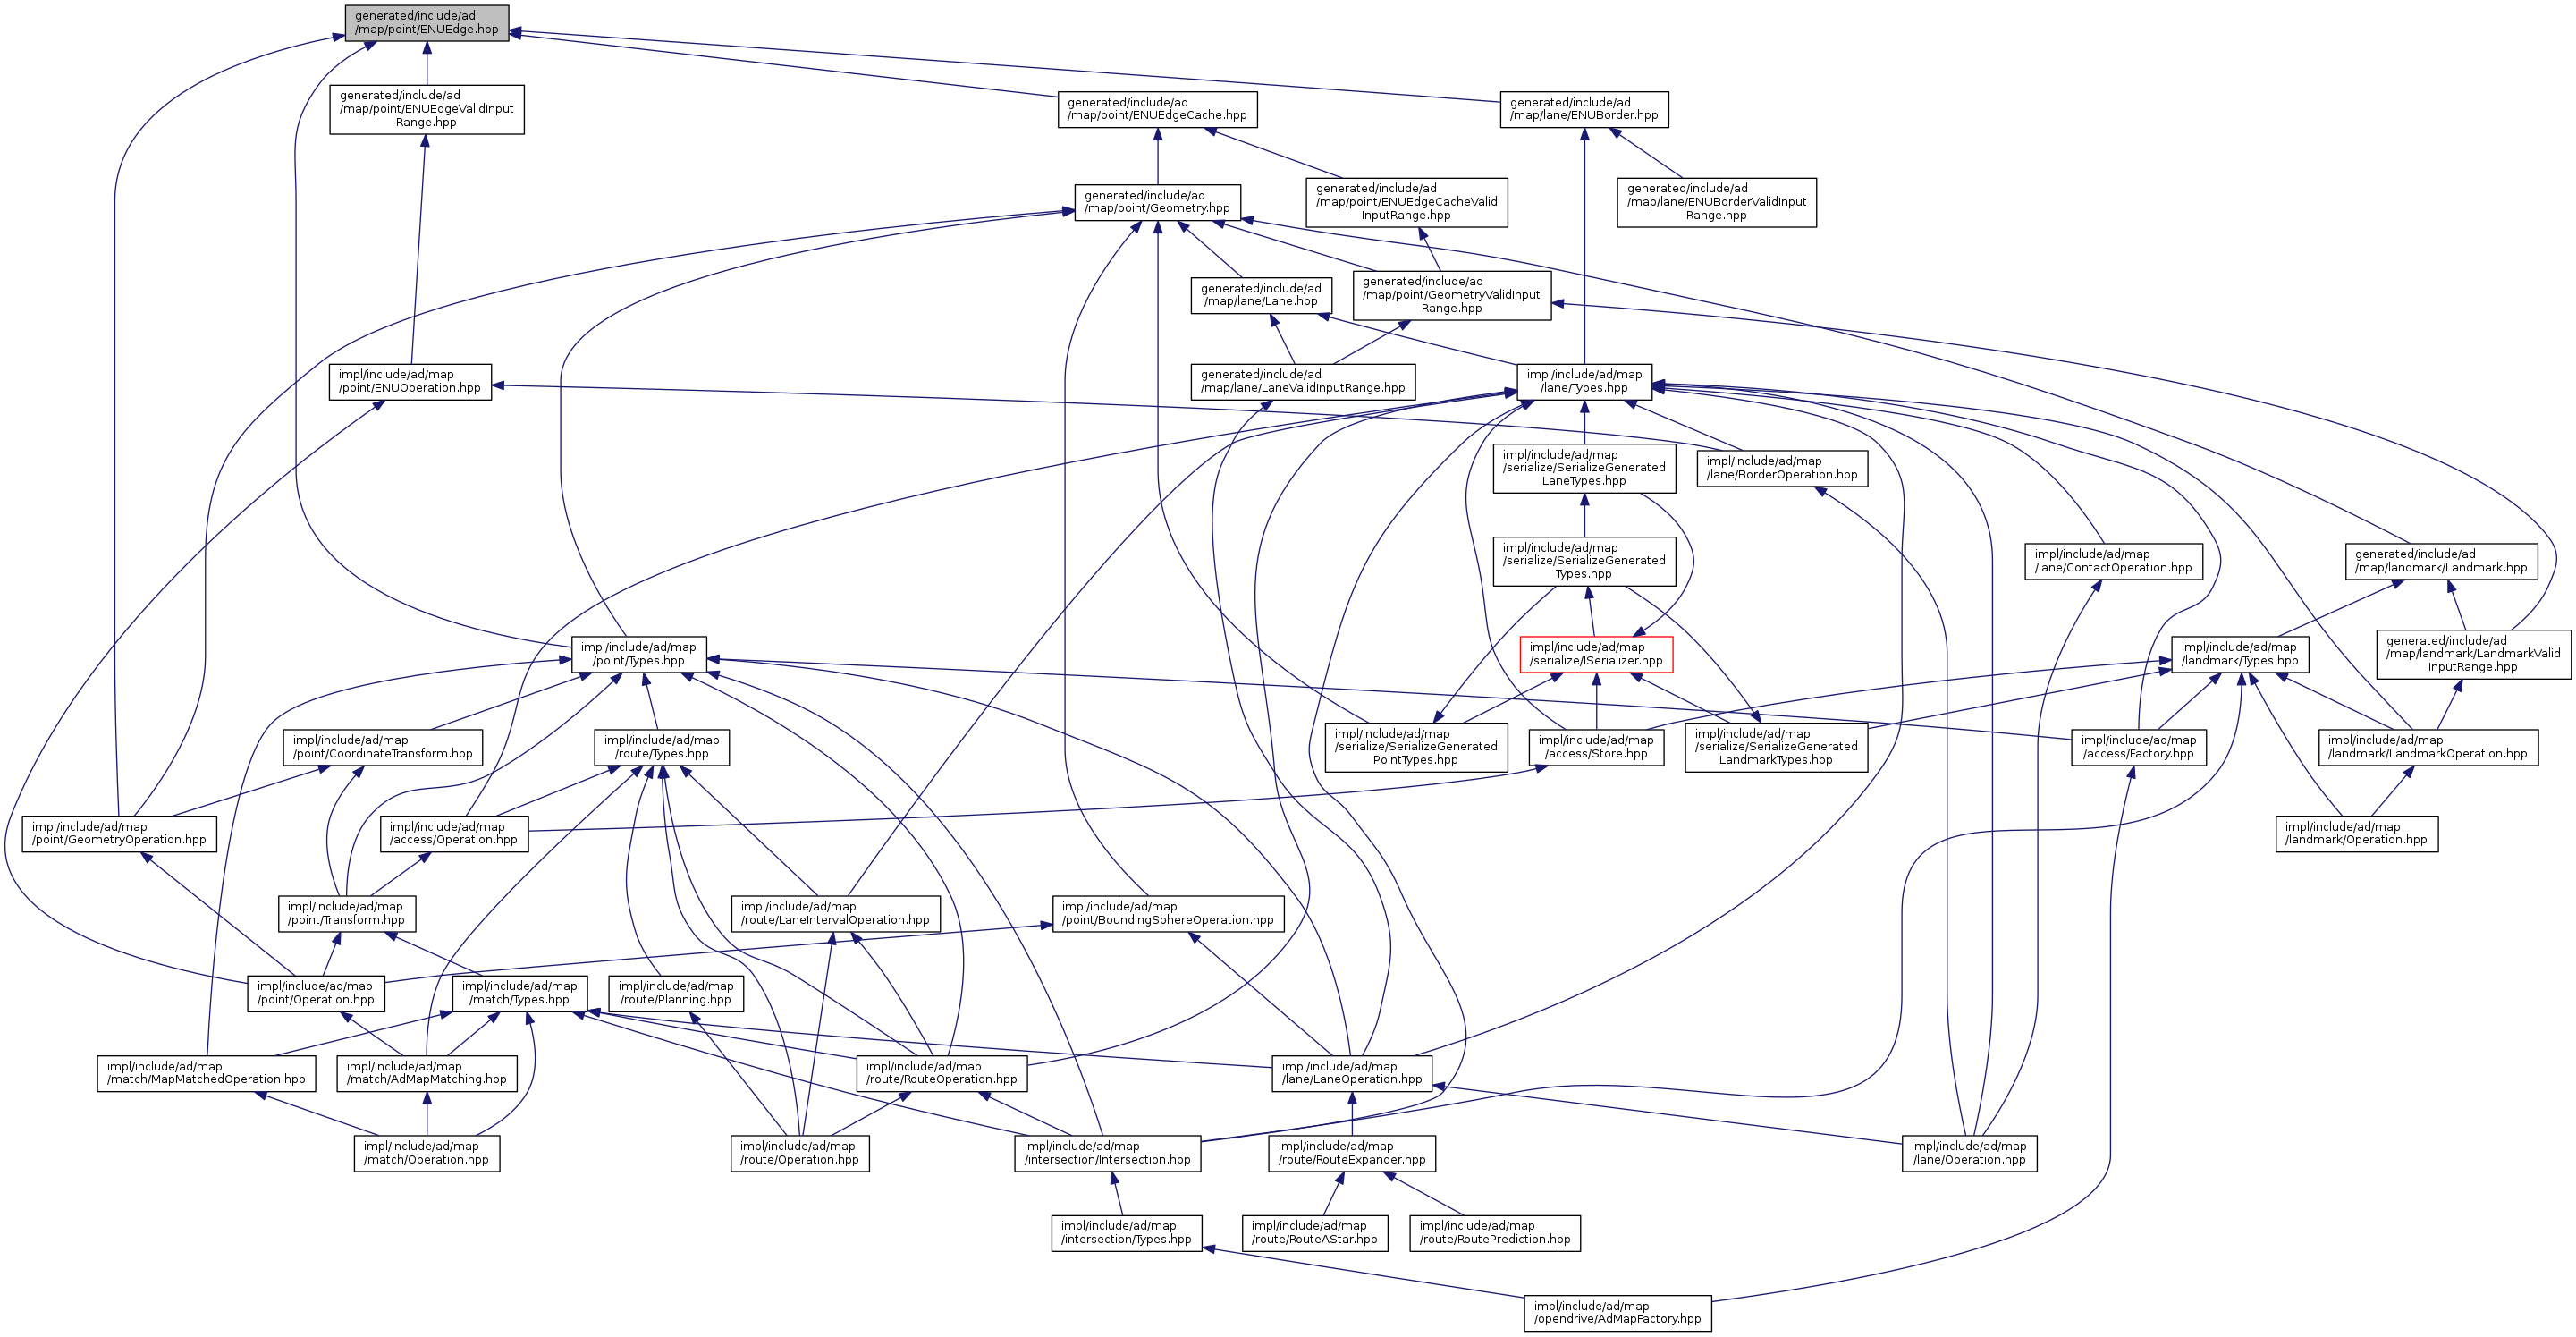 generated/include/ad
/map/point/ENUEdge.hpp
generated/include/ad
/map/point/ENUEdgeValidInput
Range.hpp
generated/include/ad
/map/point/ENUEdgeCache.hpp
generated/include/ad
/map/lane/ENUBorder.hpp
generated/include/ad
/map/point/Geometry.hpp
generated/include/ad
/map/point/ENUEdgeCacheValid
InputRange.hpp
generated/include/ad
/map/lane/ENUBorderValidInput
Range.hpp
generated/include/ad
/map/lane/Lane.hpp
generated/include/ad
/map/point/GeometryValidInput
Range.hpp
impl/include/ad/map
/point/ENUOperation.hpp
generated/include/ad
/map/lane/LaneValidInputRange.hpp
impl/include/ad/map
/lane/Types.hpp
impl/include/ad/map
/serialize/SerializeGenerated
LaneTypes.hpp
impl/include/ad/map
/lane/BorderOperation.hpp
impl/include/ad/map
/serialize/SerializeGenerated
Types.hpp
impl/include/ad/map
/lane/ContactOperation.hpp
generated/include/ad
/map/landmark/Landmark.hpp
impl/include/ad/map
/point/Types.hpp
impl/include/ad/map
/serialize/ISerializer.hpp
impl/include/ad/map
/landmark/Types.hpp
generated/include/ad
/map/landmark/LandmarkValid
InputRange.hpp
impl/include/ad/map
/point/CoordinateTransform.hpp
impl/include/ad/map
/route/Types.hpp
impl/include/ad/map
/serialize/SerializeGenerated
PointTypes.hpp
impl/include/ad/map
/access/Store.hpp
impl/include/ad/map
/serialize/SerializeGenerated
LandmarkTypes.hpp
impl/include/ad/map
/access/Factory.hpp
impl/include/ad/map
/landmark/LandmarkOperation.hpp
impl/include/ad/map
/point/GeometryOperation.hpp
impl/include/ad/map
/access/Operation.hpp
impl/include/ad/map
/landmark/Operation.hpp
impl/include/ad/map
/point/Transform.hpp
impl/include/ad/map
/route/LaneIntervalOperation.hpp
impl/include/ad/map
/point/BoundingSphereOperation.hpp
impl/include/ad/map
/point/Operation.hpp
impl/include/ad/map
/match/Types.hpp
impl/include/ad/map
/route/Planning.hpp
impl/include/ad/map
/match/MapMatchedOperation.hpp
impl/include/ad/map
/match/AdMapMatching.hpp
impl/include/ad/map
/route/RouteOperation.hpp
impl/include/ad/map
/lane/LaneOperation.hpp
impl/include/ad/map
/match/Operation.hpp
impl/include/ad/map
/route/Operation.hpp
impl/include/ad/map
/intersection/Intersection.hpp
impl/include/ad/map
/route/RouteExpander.hpp
impl/include/ad/map
/lane/Operation.hpp
impl/include/ad/map
/intersection/Types.hpp
impl/include/ad/map
/route/RouteAStar.hpp
impl/include/ad/map
/route/RoutePrediction.hpp
impl/include/ad/map
/opendrive/AdMapFactory.hpp